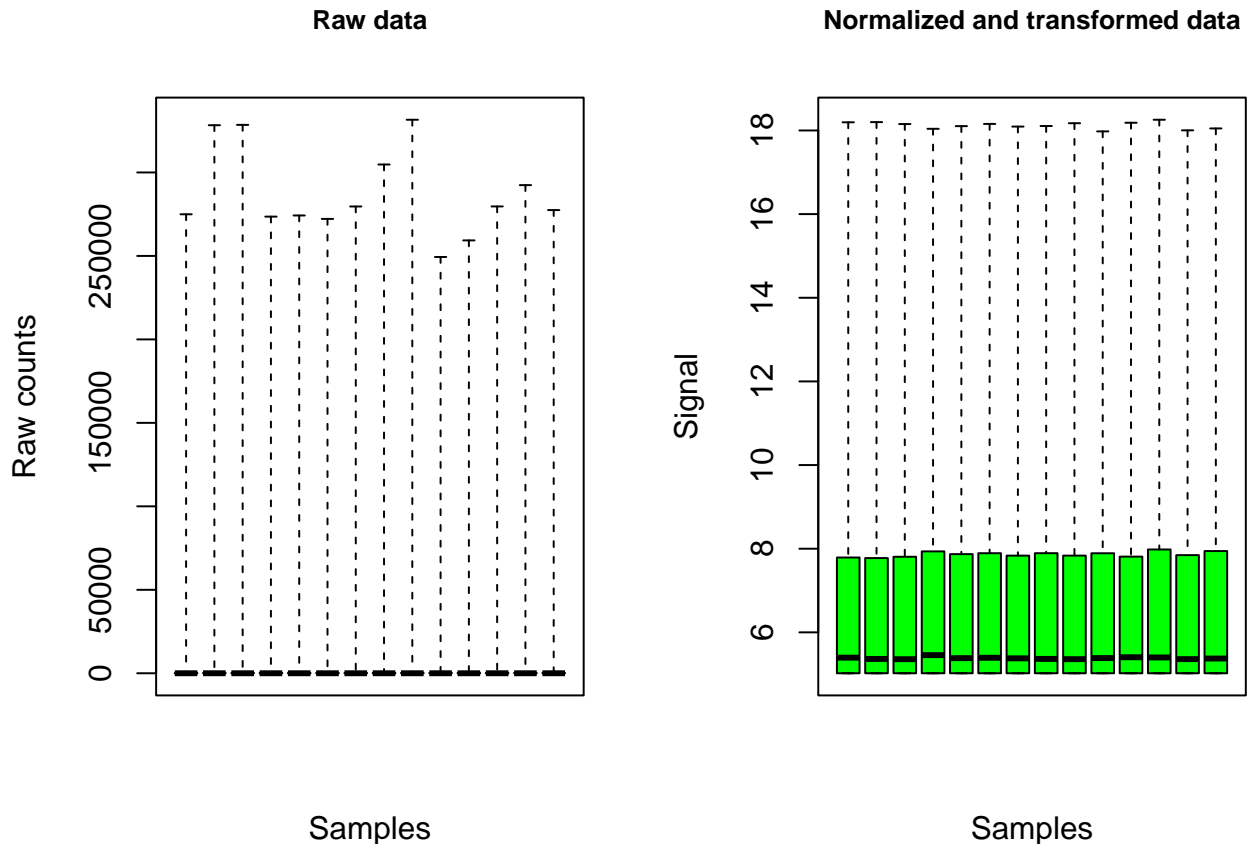 Raw data
Raw counts
0
50000
150000
250000
Samples
Normalized and transformed data
Signal
6
8
10
12
14
16
18
Samples